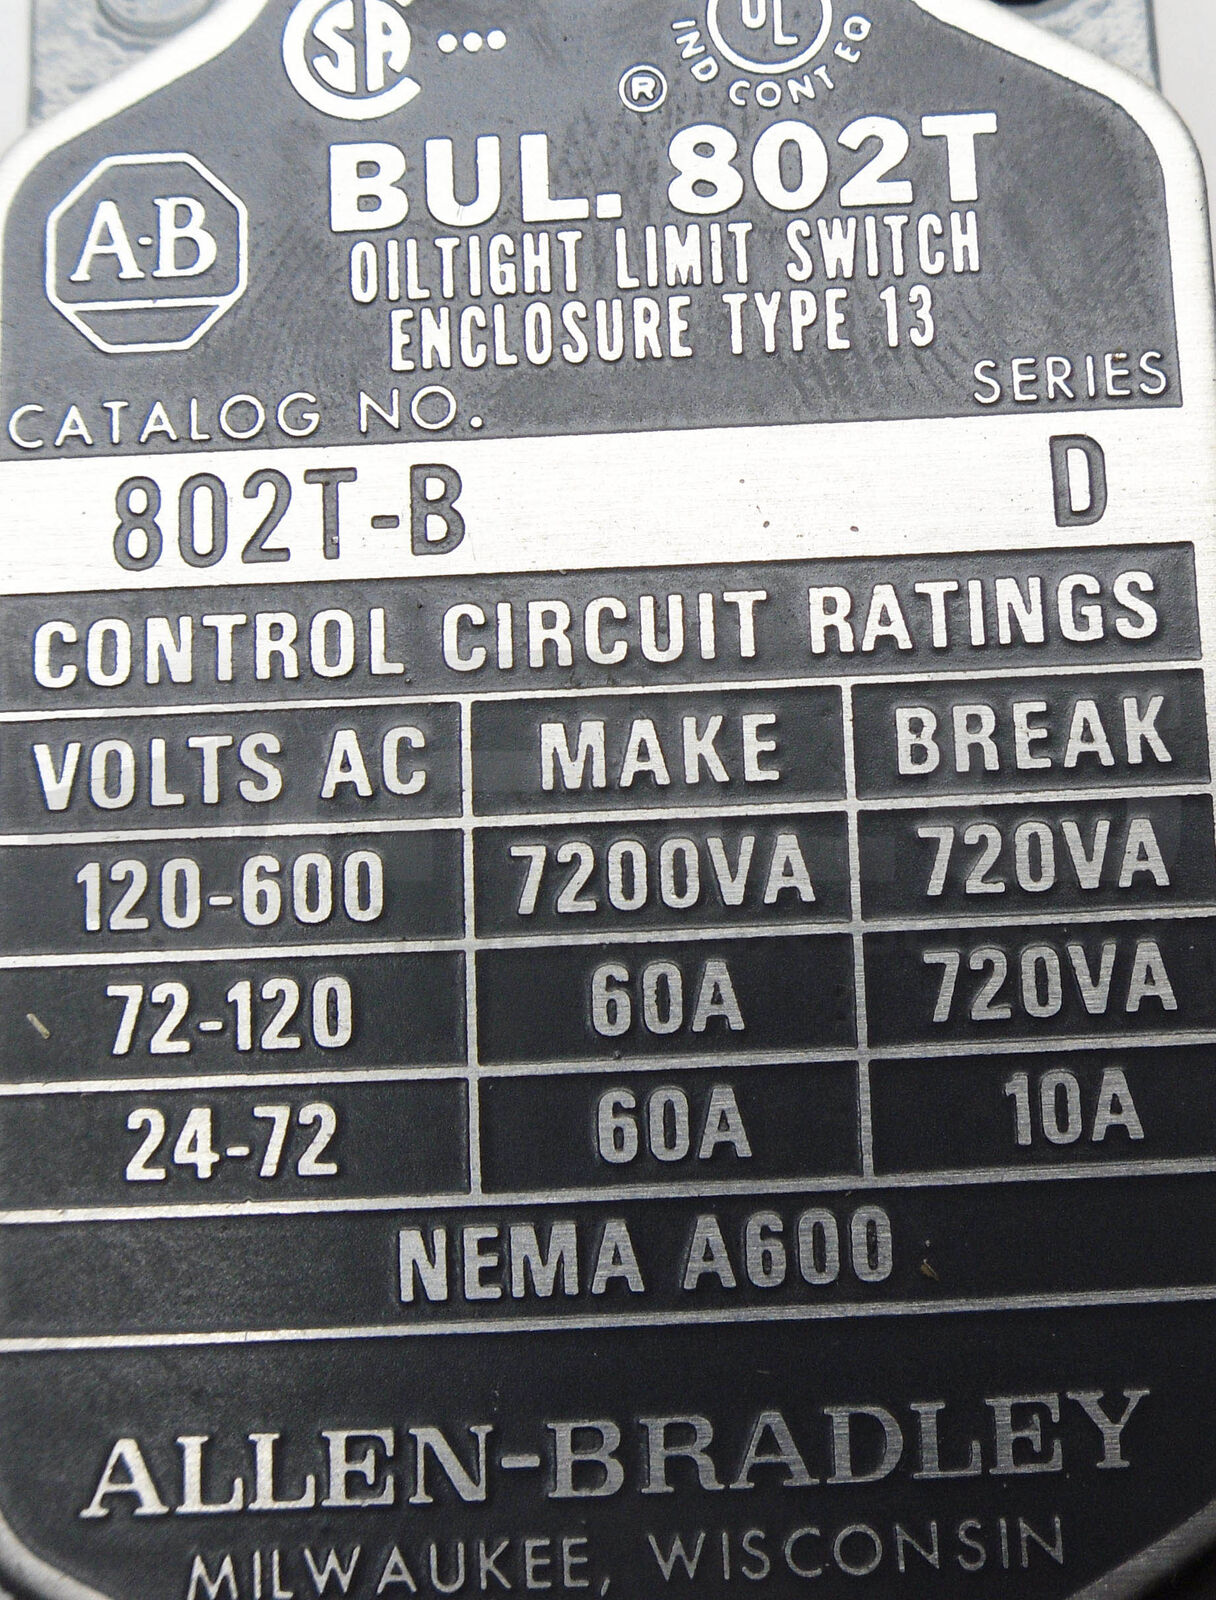 SA
UL
® IND CONT EQ
A-B
BUL. 802T
OILTIGHT LIMIT SWITCH
ENCLOSURE TYPE 13
CATALOG NO. SERIES
802T-B D
CONTROL CIRCUIT RATINGS
VOLTS AC MAKE BREAK
120-600 7200VA 720VA
72-120 60A 720VA
24-72 60A 10A
NEMA A600
ALLEN-BRADLEY
MILWAUKEE, WISCONSIN